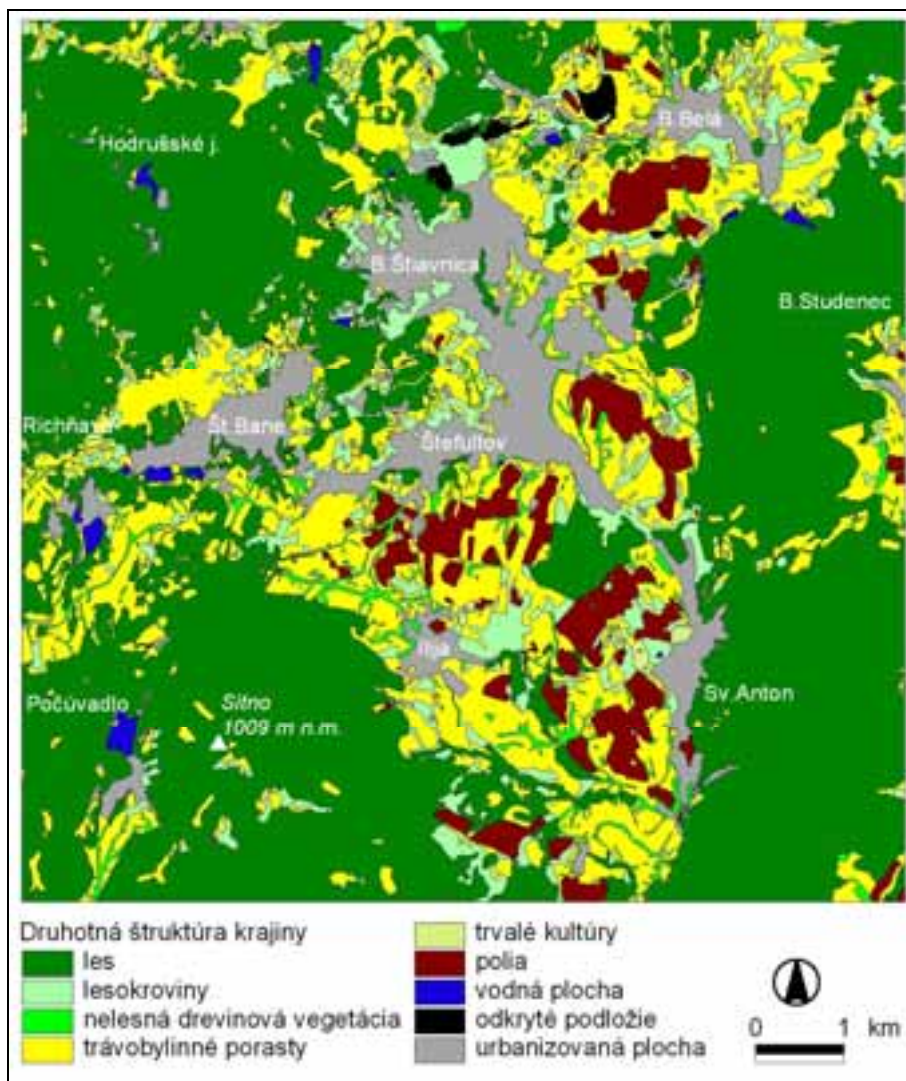 B.Belá
Hodrušské j.
B.Štiavnica
B.Studenec
Richňava
Št.Bane
Štefultov
Ilija
Sv.Anton
Počúvadlo
Sitno
1009 m n.m.
Druhotná štruktúra krajiny
les
lesokroviny
nelesná drevinová vegetácia
trávobylinné porasty
trvalé kultúry
polia
vodná plocha
odkryté podložie
urbanizovaná plocha
0 1 km